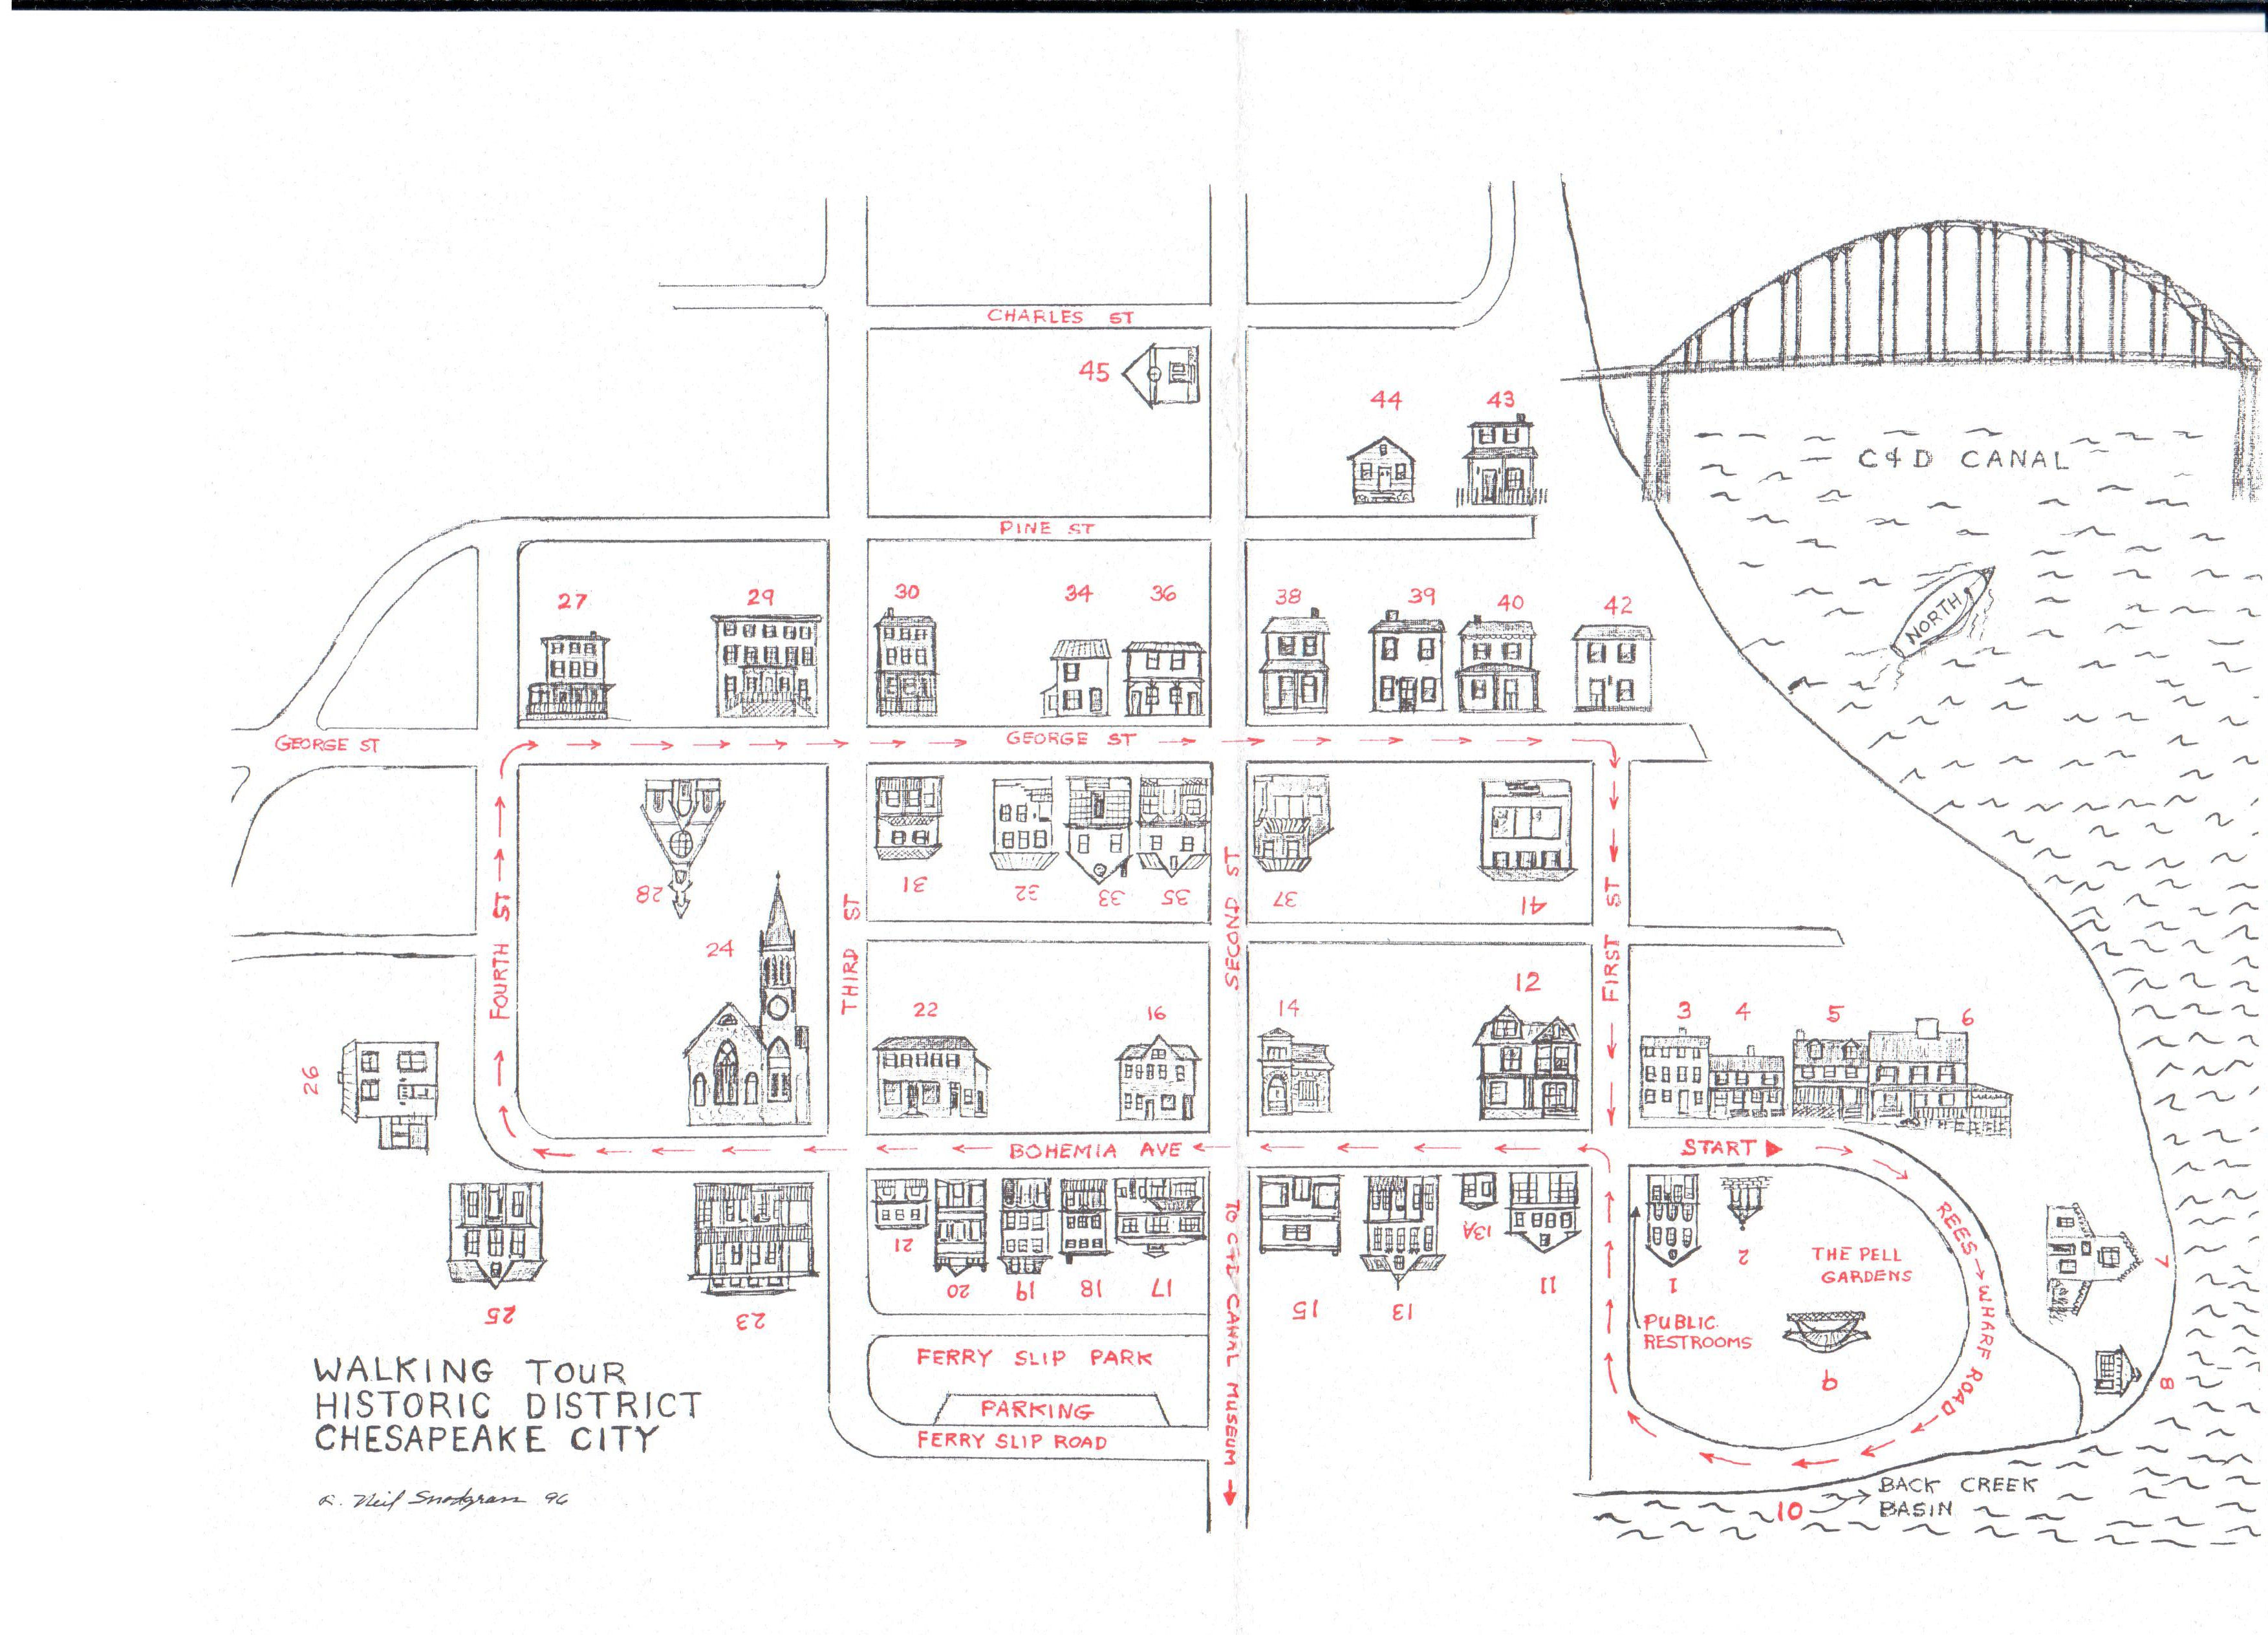 CHARLES ST
45
44
43
C&D CANAL
PINE ST
NORTH
27
29
30
34
36
38
39
40
42
GEORGE ST
GEORGE ST
28
31
32
33
35
37
41
24
FOURTH ST
THIRD ST
SECOND ST
FIRST ST
26
22
16
14
12
3
4
5
6
BOHEMIA AVE
START
REES
WHARF ROAD
25
23
21
20
19
18
17
15
13
13A
11
1
2
THE PELL
GARDENS
7
8
9
PUBLIC
RESTROOMS
TO C&D CANAL MUSEUM
FERRY SLIP PARK
PARKING
FERRY SLIP ROAD
WALKING TOUR
HISTORIC DISTRICT
CHESAPEAKE CITY
R. Neil Snodgrass 96
10
BACK CREEK
BASIN